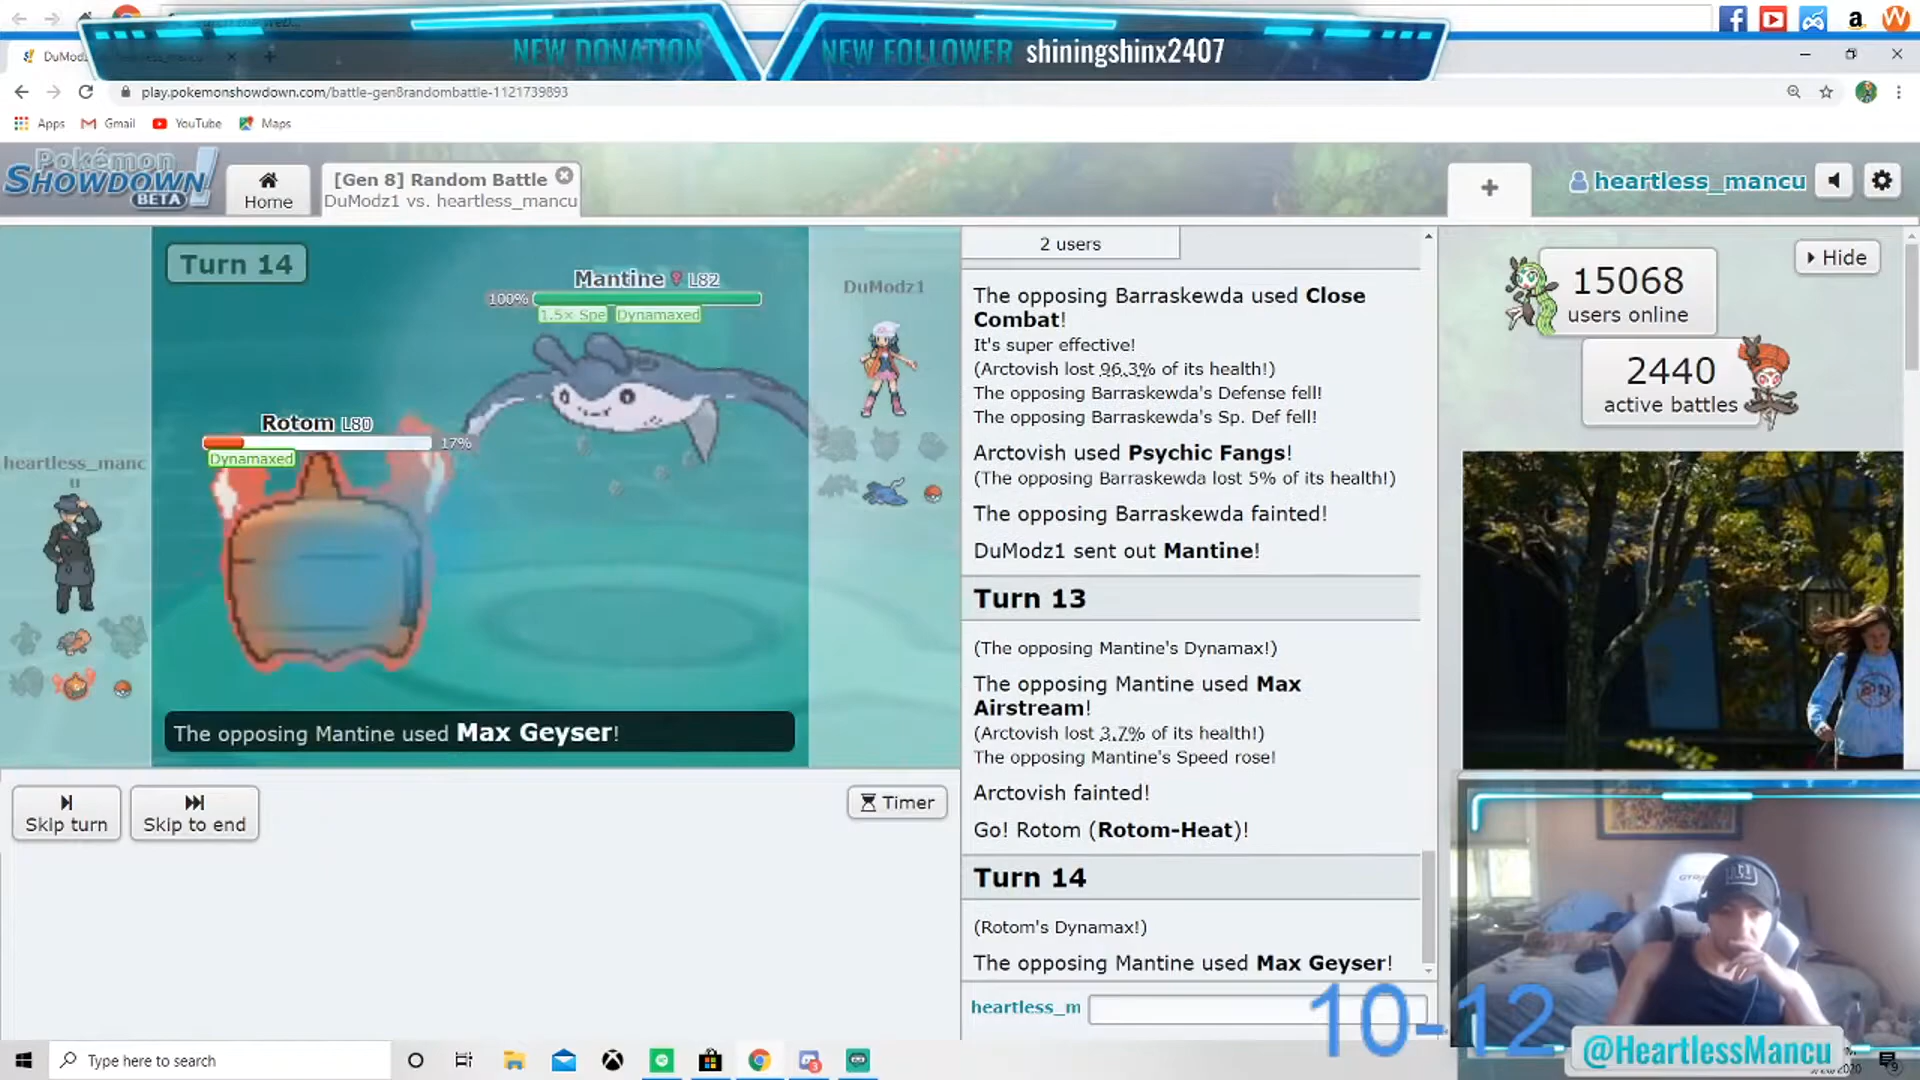 NEW DONATION
NEW FOLLOWER shiningshinx2407
play.pokemonshowdown.com/battle-gen8randombattle-1121739893
Apps Gmail YouTube Maps
Pokémon
SHOWDOWN!
BETA
Home
[Gen 8] Random Battle
DuModz1 vs. heartless_mancu
+
heartless_mancu
Turn 14
Mantine L82
100%
1.5× Spe Dynamaxed
Rotom L80
17%
Dynamaxed
heartless_manc
u
DuModz1
The opposing Mantine used Max Geyser!
Skip turn
Skip to end
Timer
2 users
The opposing Barraskewda used Close
Combat!
It's super effective!
(Arctovish lost 96.3% of its health!)
The opposing Barraskewda's Defense fell!
The opposing Barraskewda's Sp. Def fell!
Arctovish used Psychic Fangs!
(The opposing Barraskewda lost 5% of its health!)
The opposing Barraskewda fainted!
DuModz1 sent out Mantine!
Turn 13
(The opposing Mantine's Dynamax!)
The opposing Mantine used Max
Airstream!
(Arctovish lost 3.7% of its health!)
The opposing Mantine's Speed rose!
Arctovish fainted!
Go! Rotom (Rotom-Heat)!
Turn 14
(Rotom's Dynamax!)
The opposing Mantine used Max Geyser!
heartless_m
15068
users online
Hide
2440
active battles
10-12
@HeartlessMancu
Type here to search